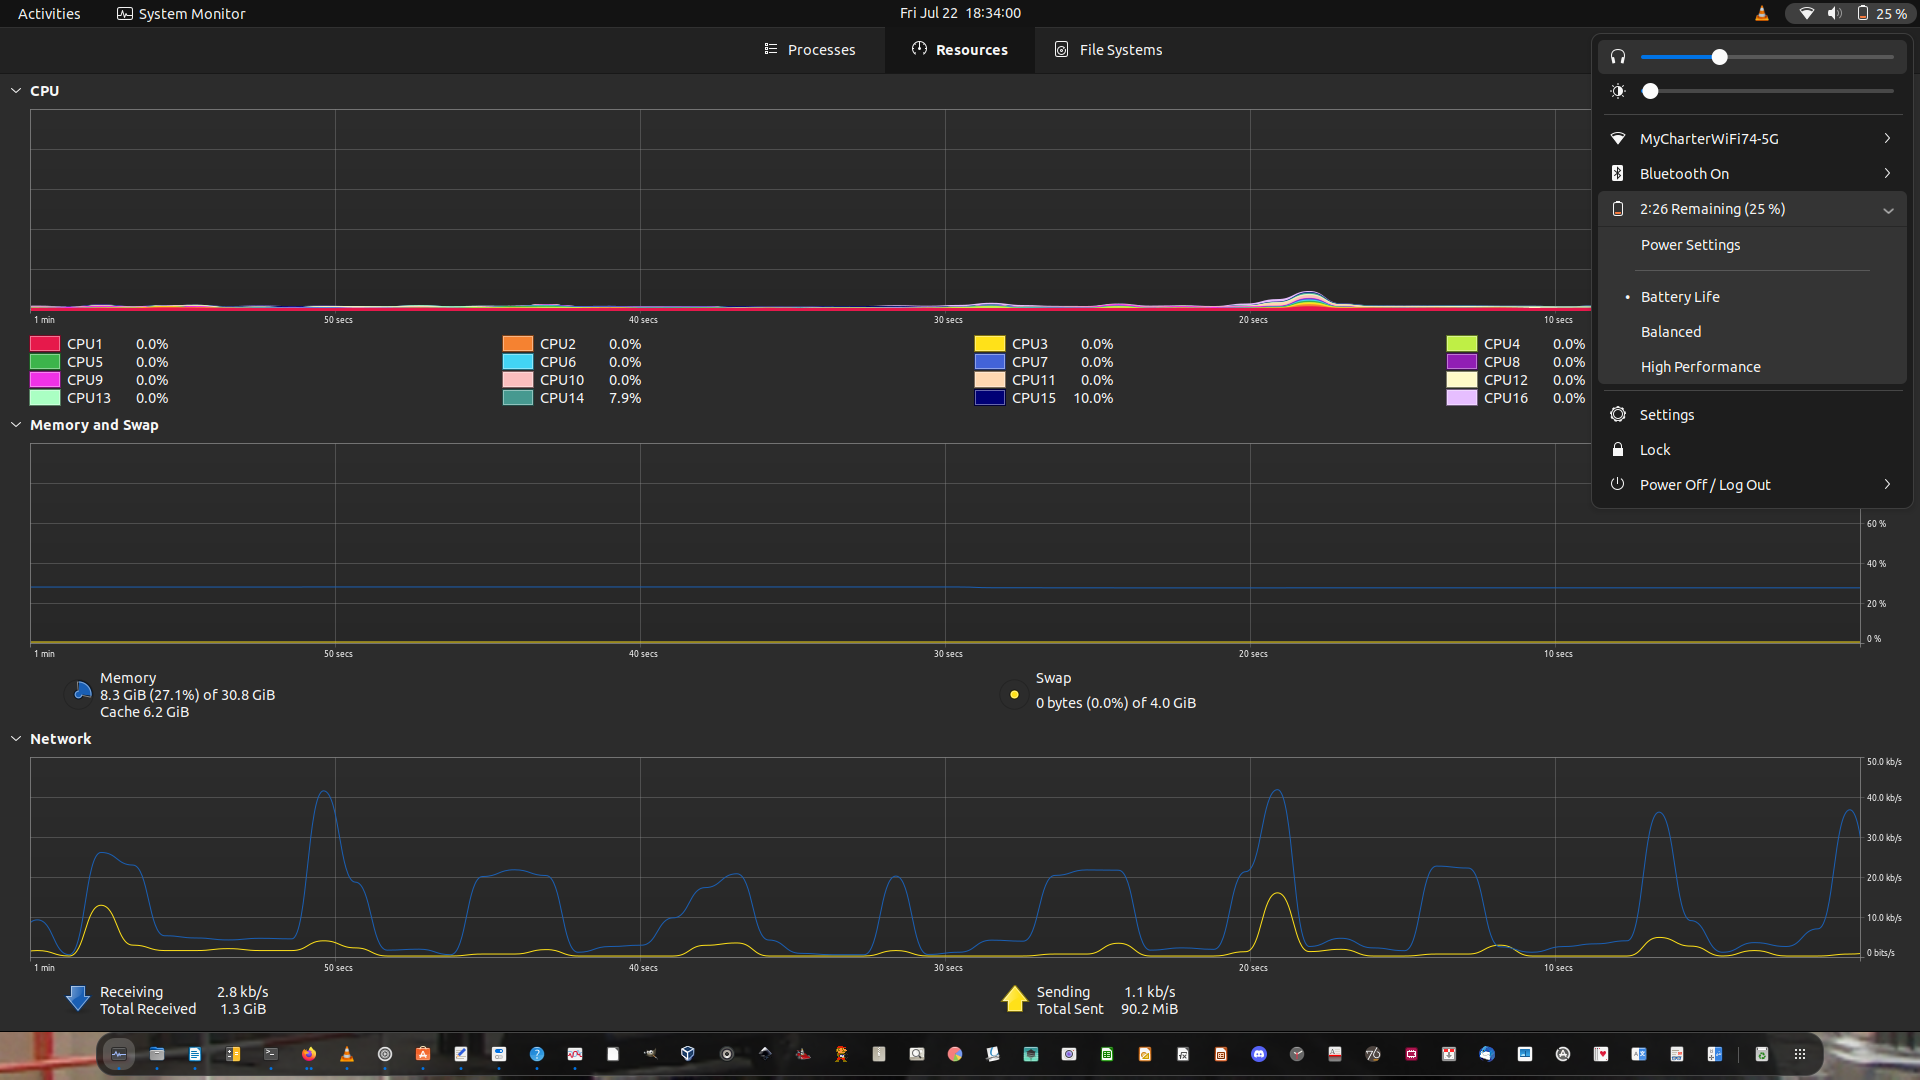 Activities System Monitor Fri Jul 22 18:34:00 25 %
Processes Resources File Systems
CPU
MyCharterWiFi74-5G
Bluetooth On
2:26 Remaining (25 %)
Power Settings
Battery Life
Balanced
High Performance
Settings
Lock
Power Off / Log Out
1 min 50 secs 40 secs 30 secs 20 secs 10 secs
CPU1 0.0% CPU2 0.0% CPU3 0.0% CPU4 0.0%
CPU5 0.0% CPU6 0.0% CPU7 0.0% CPU8 0.0%
CPU9 0.0% CPU10 0.0% CPU11 0.0% CPU12 0.0%
CPU13 0.0% CPU14 7.9% CPU15 10.0% CPU16 0.0%
Memory and Swap
60 %
40 %
20 %
0 %
1 min 50 secs 40 secs 30 secs 20 secs 10 secs
Memory
8.3 GiB (27.1%) of 30.8 GiB
Cache 6.2 GiB
Swap
0 bytes (0.0%) of 4.0 GiB
Network
50.0 kb/s
40.0 kb/s
30.0 kb/s
20.0 kb/s
10.0 kb/s
0 bits/s
1 min 50 secs 40 secs 30 secs 20 secs 10 secs
Receiving 2.8 kb/s
Total Received 1.3 GiB
Sending 1.1 kb/s
Total Sent 90.2 MiB
76